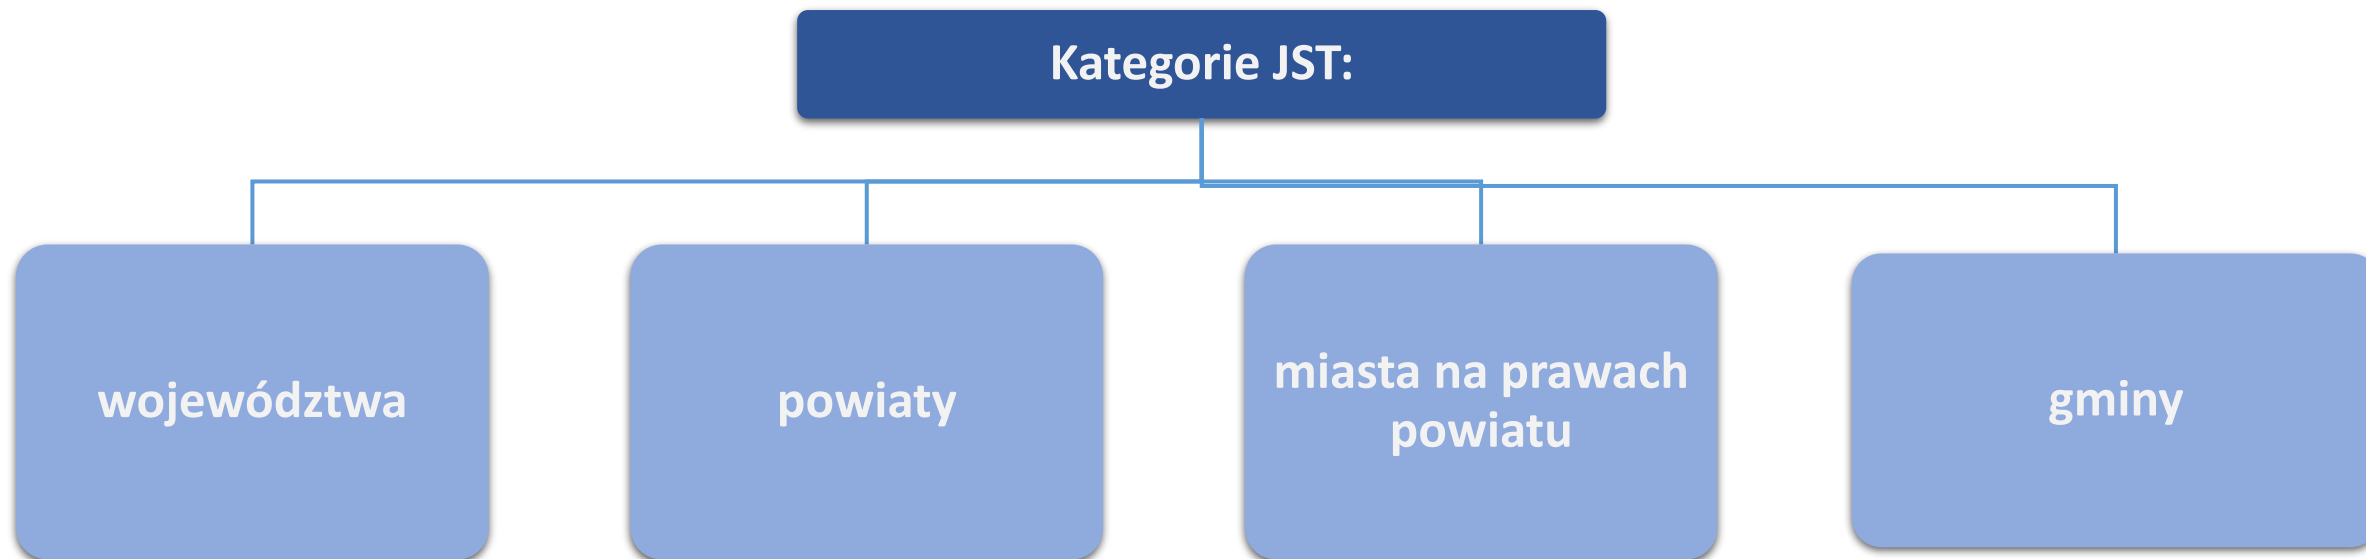 Kategorie JST:
województwa
powiaty
miasta na prawach
powiatu
gminy